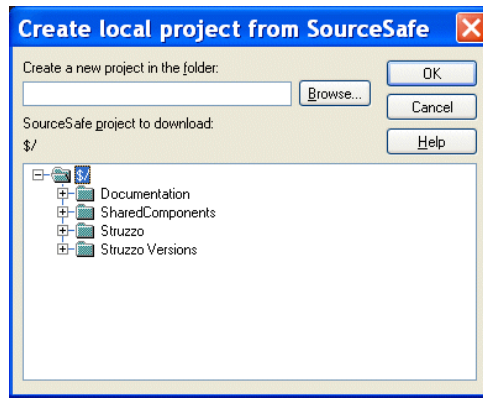 Create local project from SourceSafe
Create a new project in the folder:
OK
Browse...
Cancel
SourceSafe project to download:
$/
Help
$/
Documentation
SharedComponents
Struzzo
Struzzo Versions